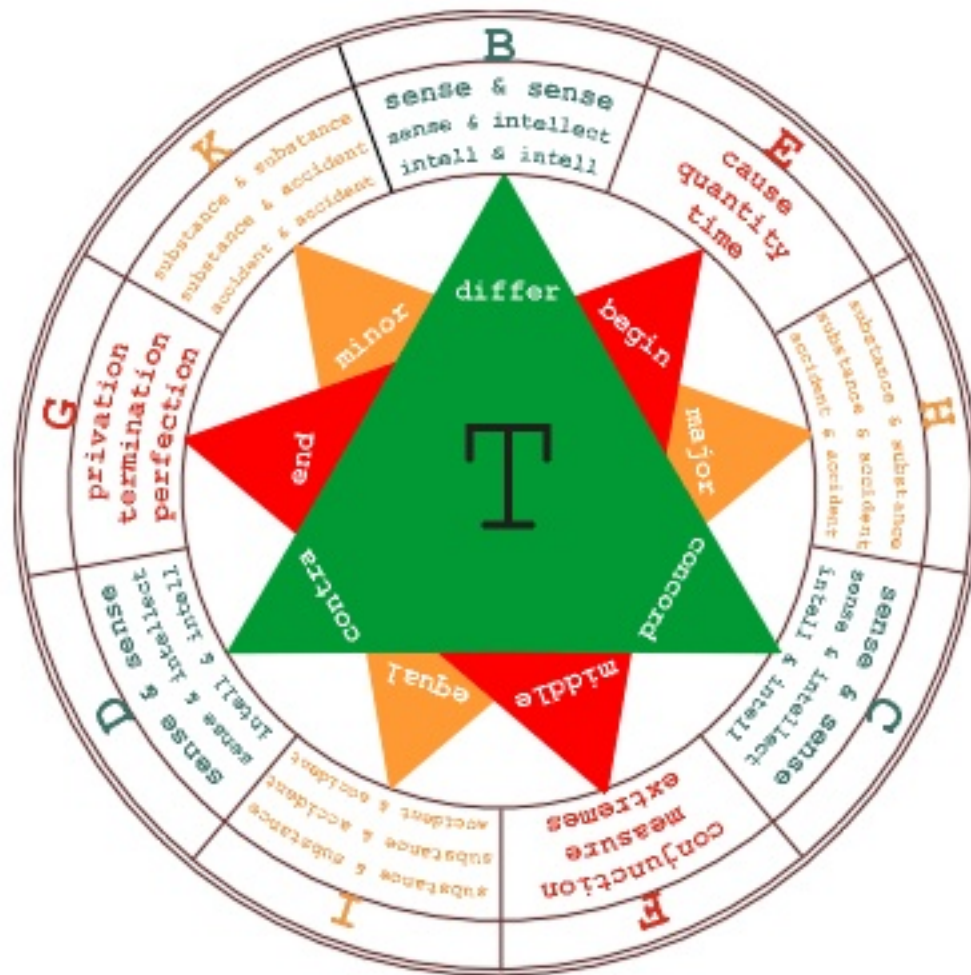 B
sense & sense
sense & intellect
intell & intell
E
cause
quantity
time
H
substance & substance
substance & accident
accident & accident
C
sense & sense
sense & intellect
intell & intell
F
conjunction
measure
extremes
I
substance & substance
substance & accident
accident & accident
D
sense & sense
sense & intellect
intell & intell
G
privation
termination
perfection
K
substance & substance
substance & accident
accident & accident
differ
begin
major
concord
middle
equal
contra
end
minor
T